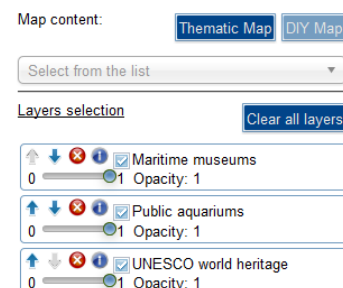 Map content:
Thematic Map DIY Map
Select from the list
Layers selection
Clear all layers
Maritime museums
0 1 Opacity: 1
Public aquariums
0 1 Opacity: 1
UNESCO world heritage
0 1 Opacity: 1